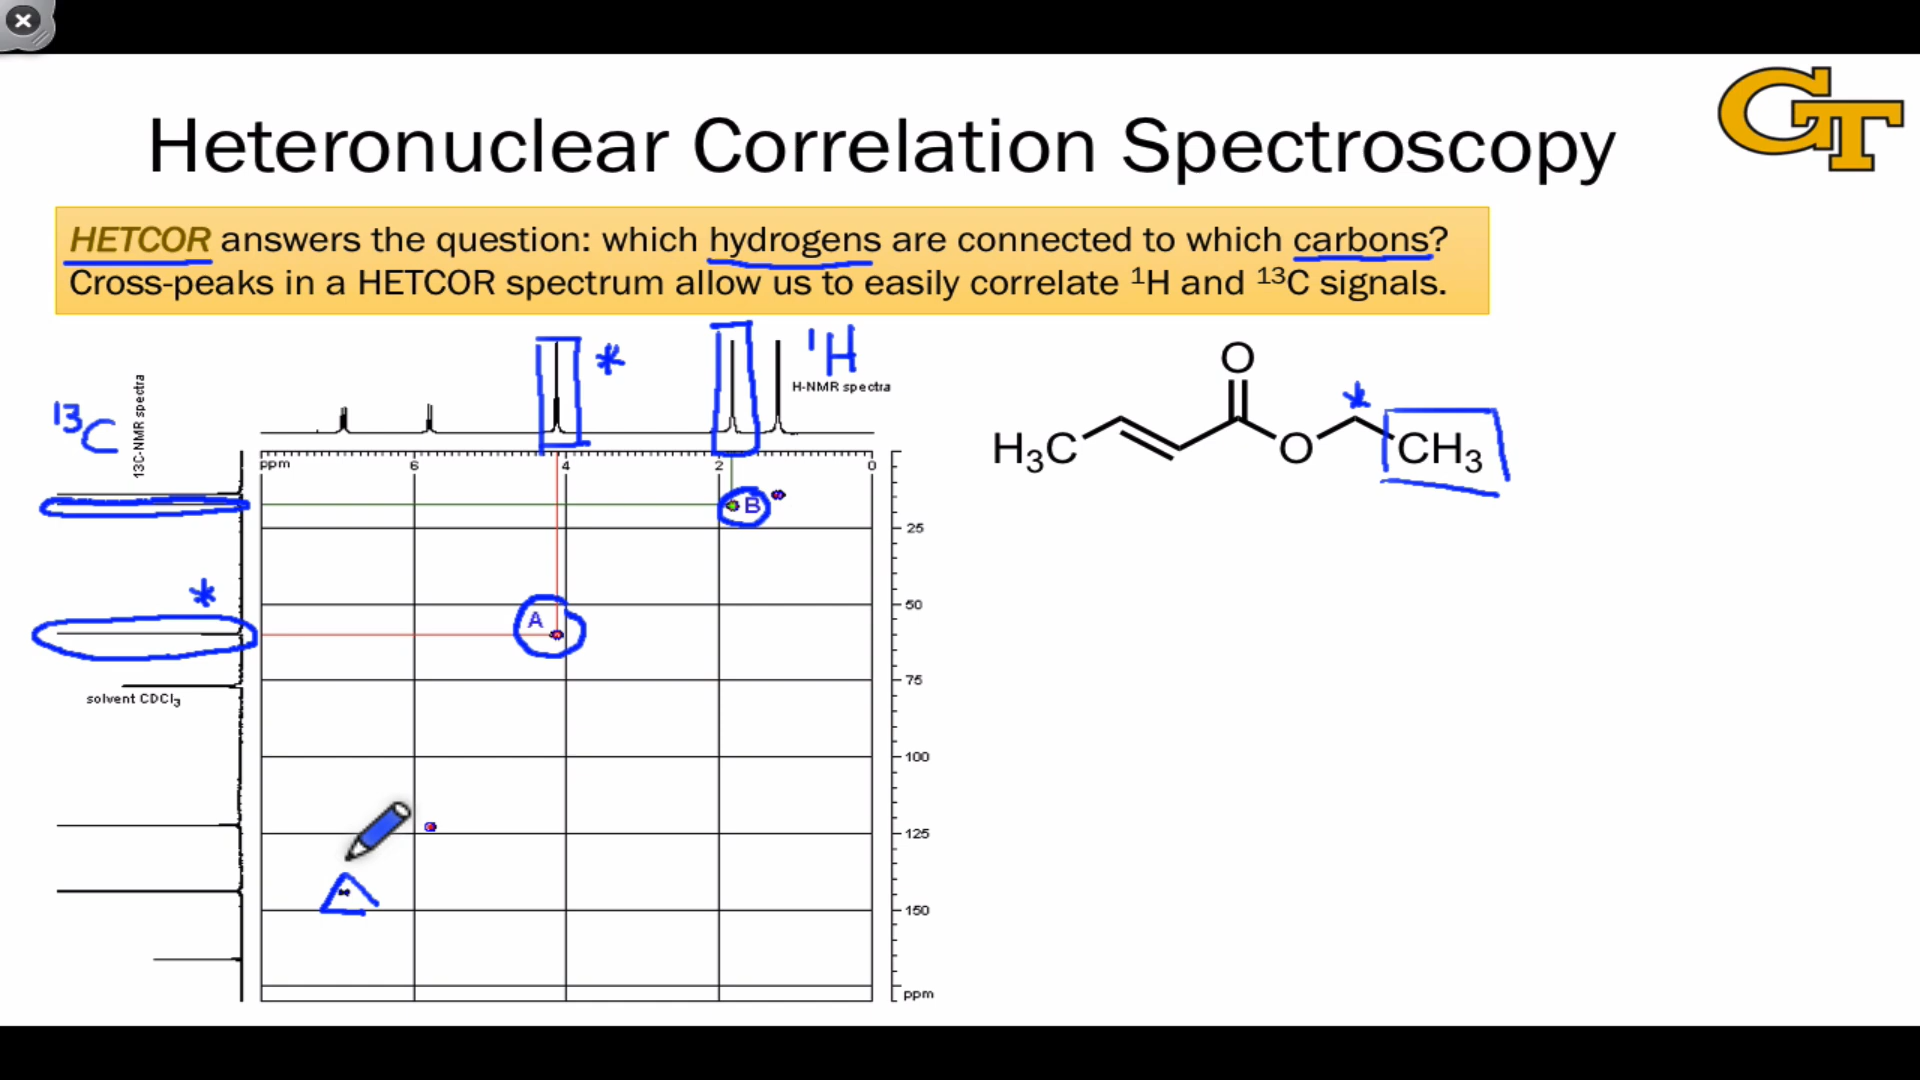 Heteronuclear Correlation Spectroscopy
GT
HETCOR answers the question: which hydrogens are connected to which carbons?
Cross-peaks in a HETCOR spectrum allow us to easily correlate ¹H and ¹³C signals.
¹H
*
H-NMR spectra
¹³C
13C-NMR spectra
ppm 6 4 2 0
B
25
*
50
A
75
solvent CDCl₃
100
125
150
ppm
O
*
H₃C O CH₃